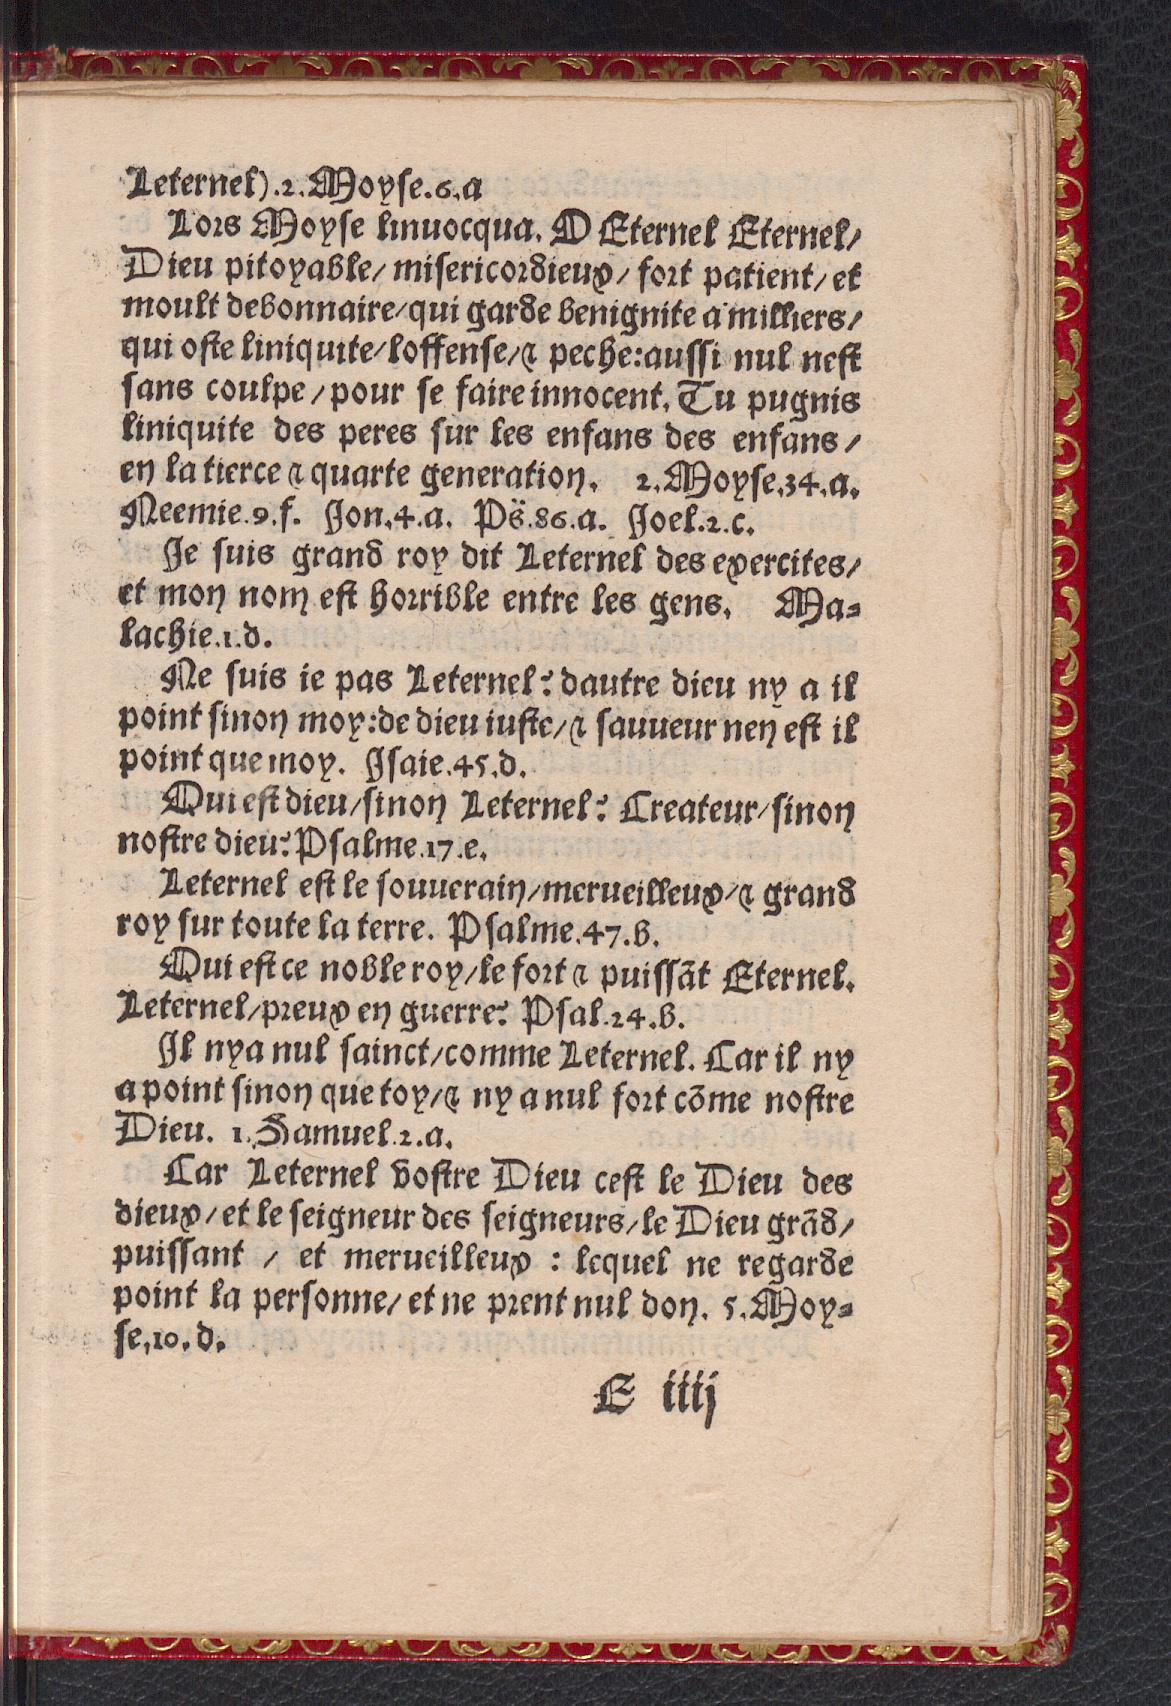 Leternel).2.Moyse.6.a
Lors Moyse linuocqua. O Eternel Eternel/
Dieu pitoyable/ misericordieux/ fort patient/ et
moult debonnaire/qui garde benignite a milliers/
qui oste liniquite/loffense/⁊ peche:aussi nul nest
sans coulpe/pour se faire innocent. Tu pugnis
liniquite des peres sur les enfans des enfans/
en la tierce ⁊ quarte generation. 2.Moyse.34.a.
Neemie.9.f. Jon.4.a. Ps̈.86.a. Joel.2.c.
Je suis grand roy dit Leternel des exercites/
et mon nom est horrible entre les gens. Ma⸗
lachie.1.d.
Ne suis ie pas Leternel? dautre dieu ny a il
point sinon moy:de dieu iuste/⁊ sauueur nen est il
point que moy. Jsaie.45.d.
Qui est dieu/sinon Leternel? Createur/sinon
nostre dieu? Psalme.17.e.
Leternel est le souuerain/merueilleux/⁊ grand
roy sur toute la terre. Psalme.47.b.
Qui est ce noble roy/le fort ⁊ puissāt Eternel.
Leternel/preux en guerre? Psal.24.b.
Jl nya nul sainct/comme Leternel. Car il ny
a point sinon que toy/⁊ ny a nul fort cōme nostre
Dieu. 1.Samuel.2.a.
Car Leternel vostre Dieu cest le Dieu des
dieux/et le seigneur des seigneurs/le Dieu grād/
puissant / et merueilleux : lequel ne regarde
point la personne/ et ne prent nul don. 5.Moy⸗
se.10.d.
E iiij